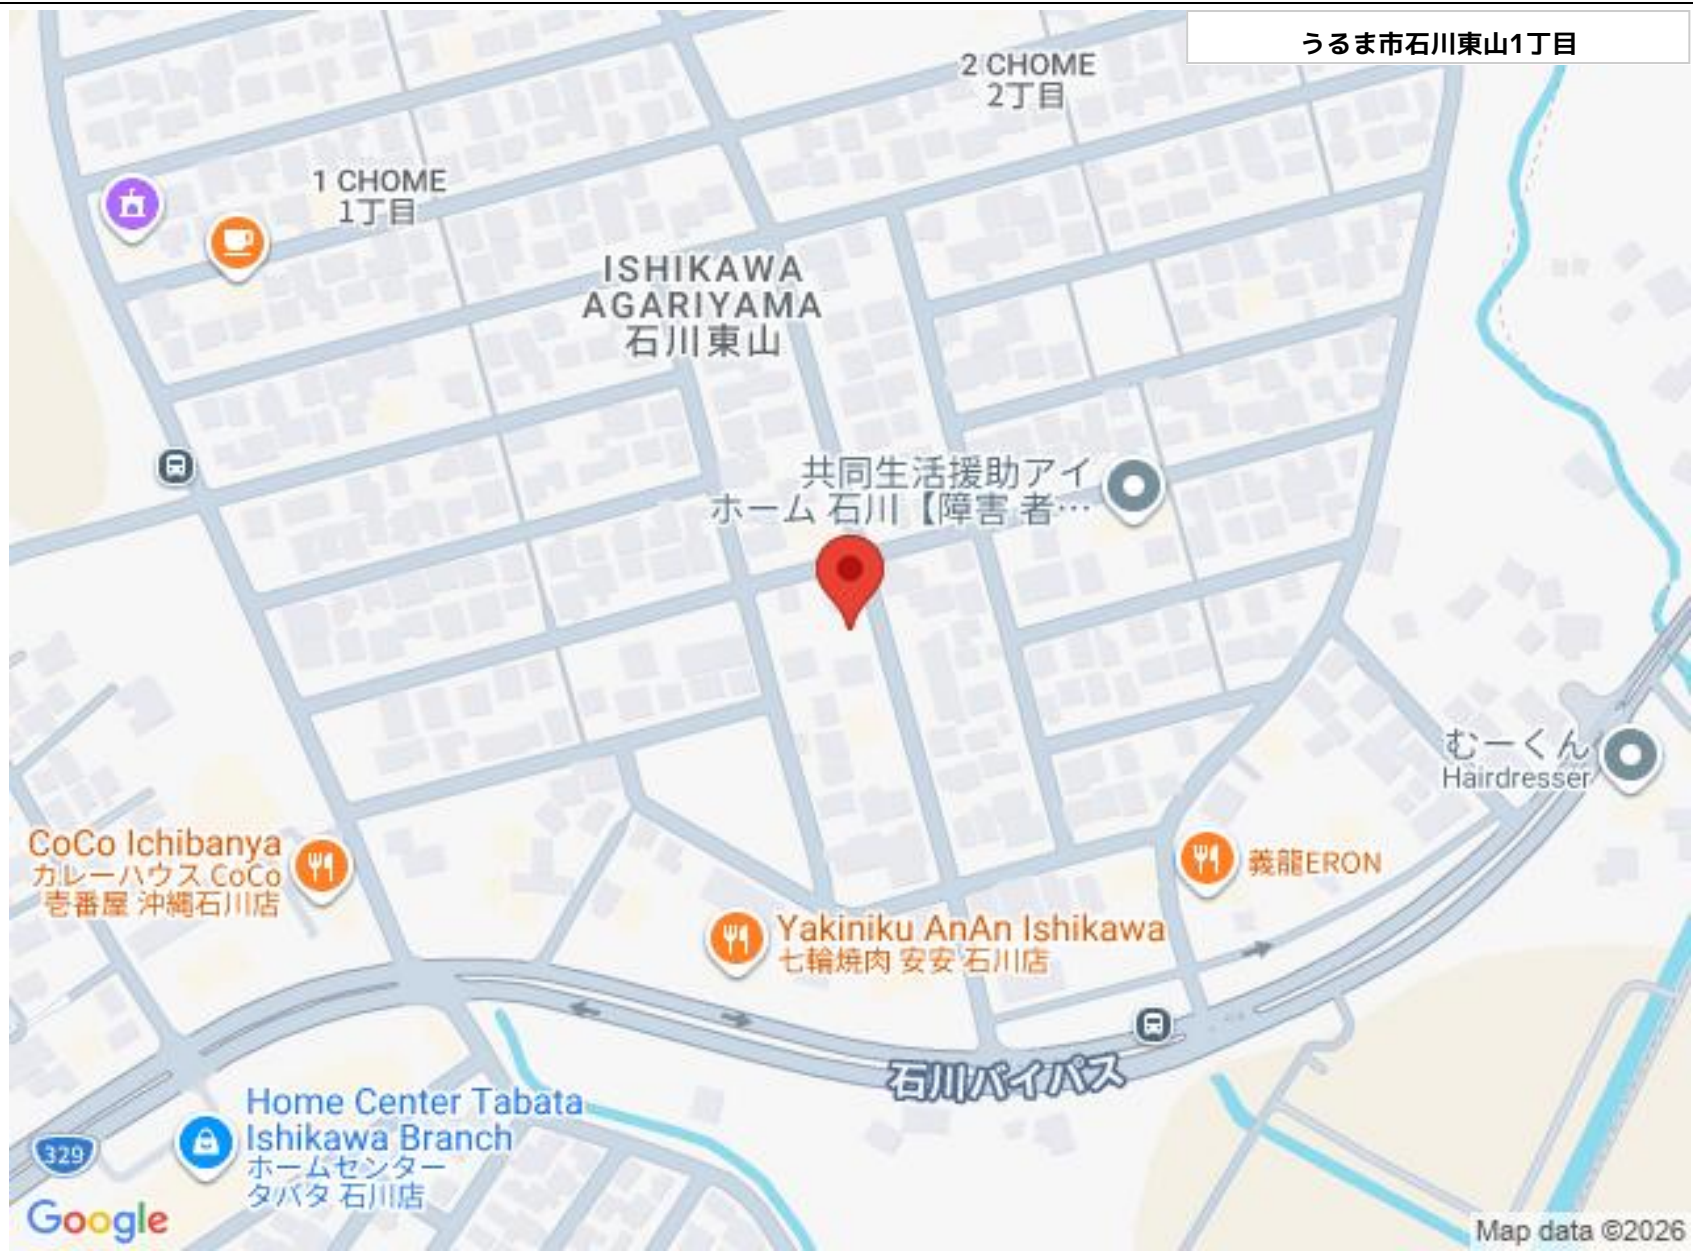 うるま市石川東山1丁目
2 CHOME
2丁目
1 CHOME
1丁目
ISHIKAWA
AGARIYAMA
石川東山
共同生活援助アイ
ホーム 石川【障害 者…
むーくん
Hairdresser
CoCo Ichibanya
カレーハウス CoCo
壱番屋 沖縄石川店
義龍ERON
Yakiniku AnAn Ishikawa
七輪焼肉 安安 石川店
石川バイパス
Home Center Tabata
Ishikawa Branch
ホームセンター
タバタ 石川店
329
Google
Map data ©2026